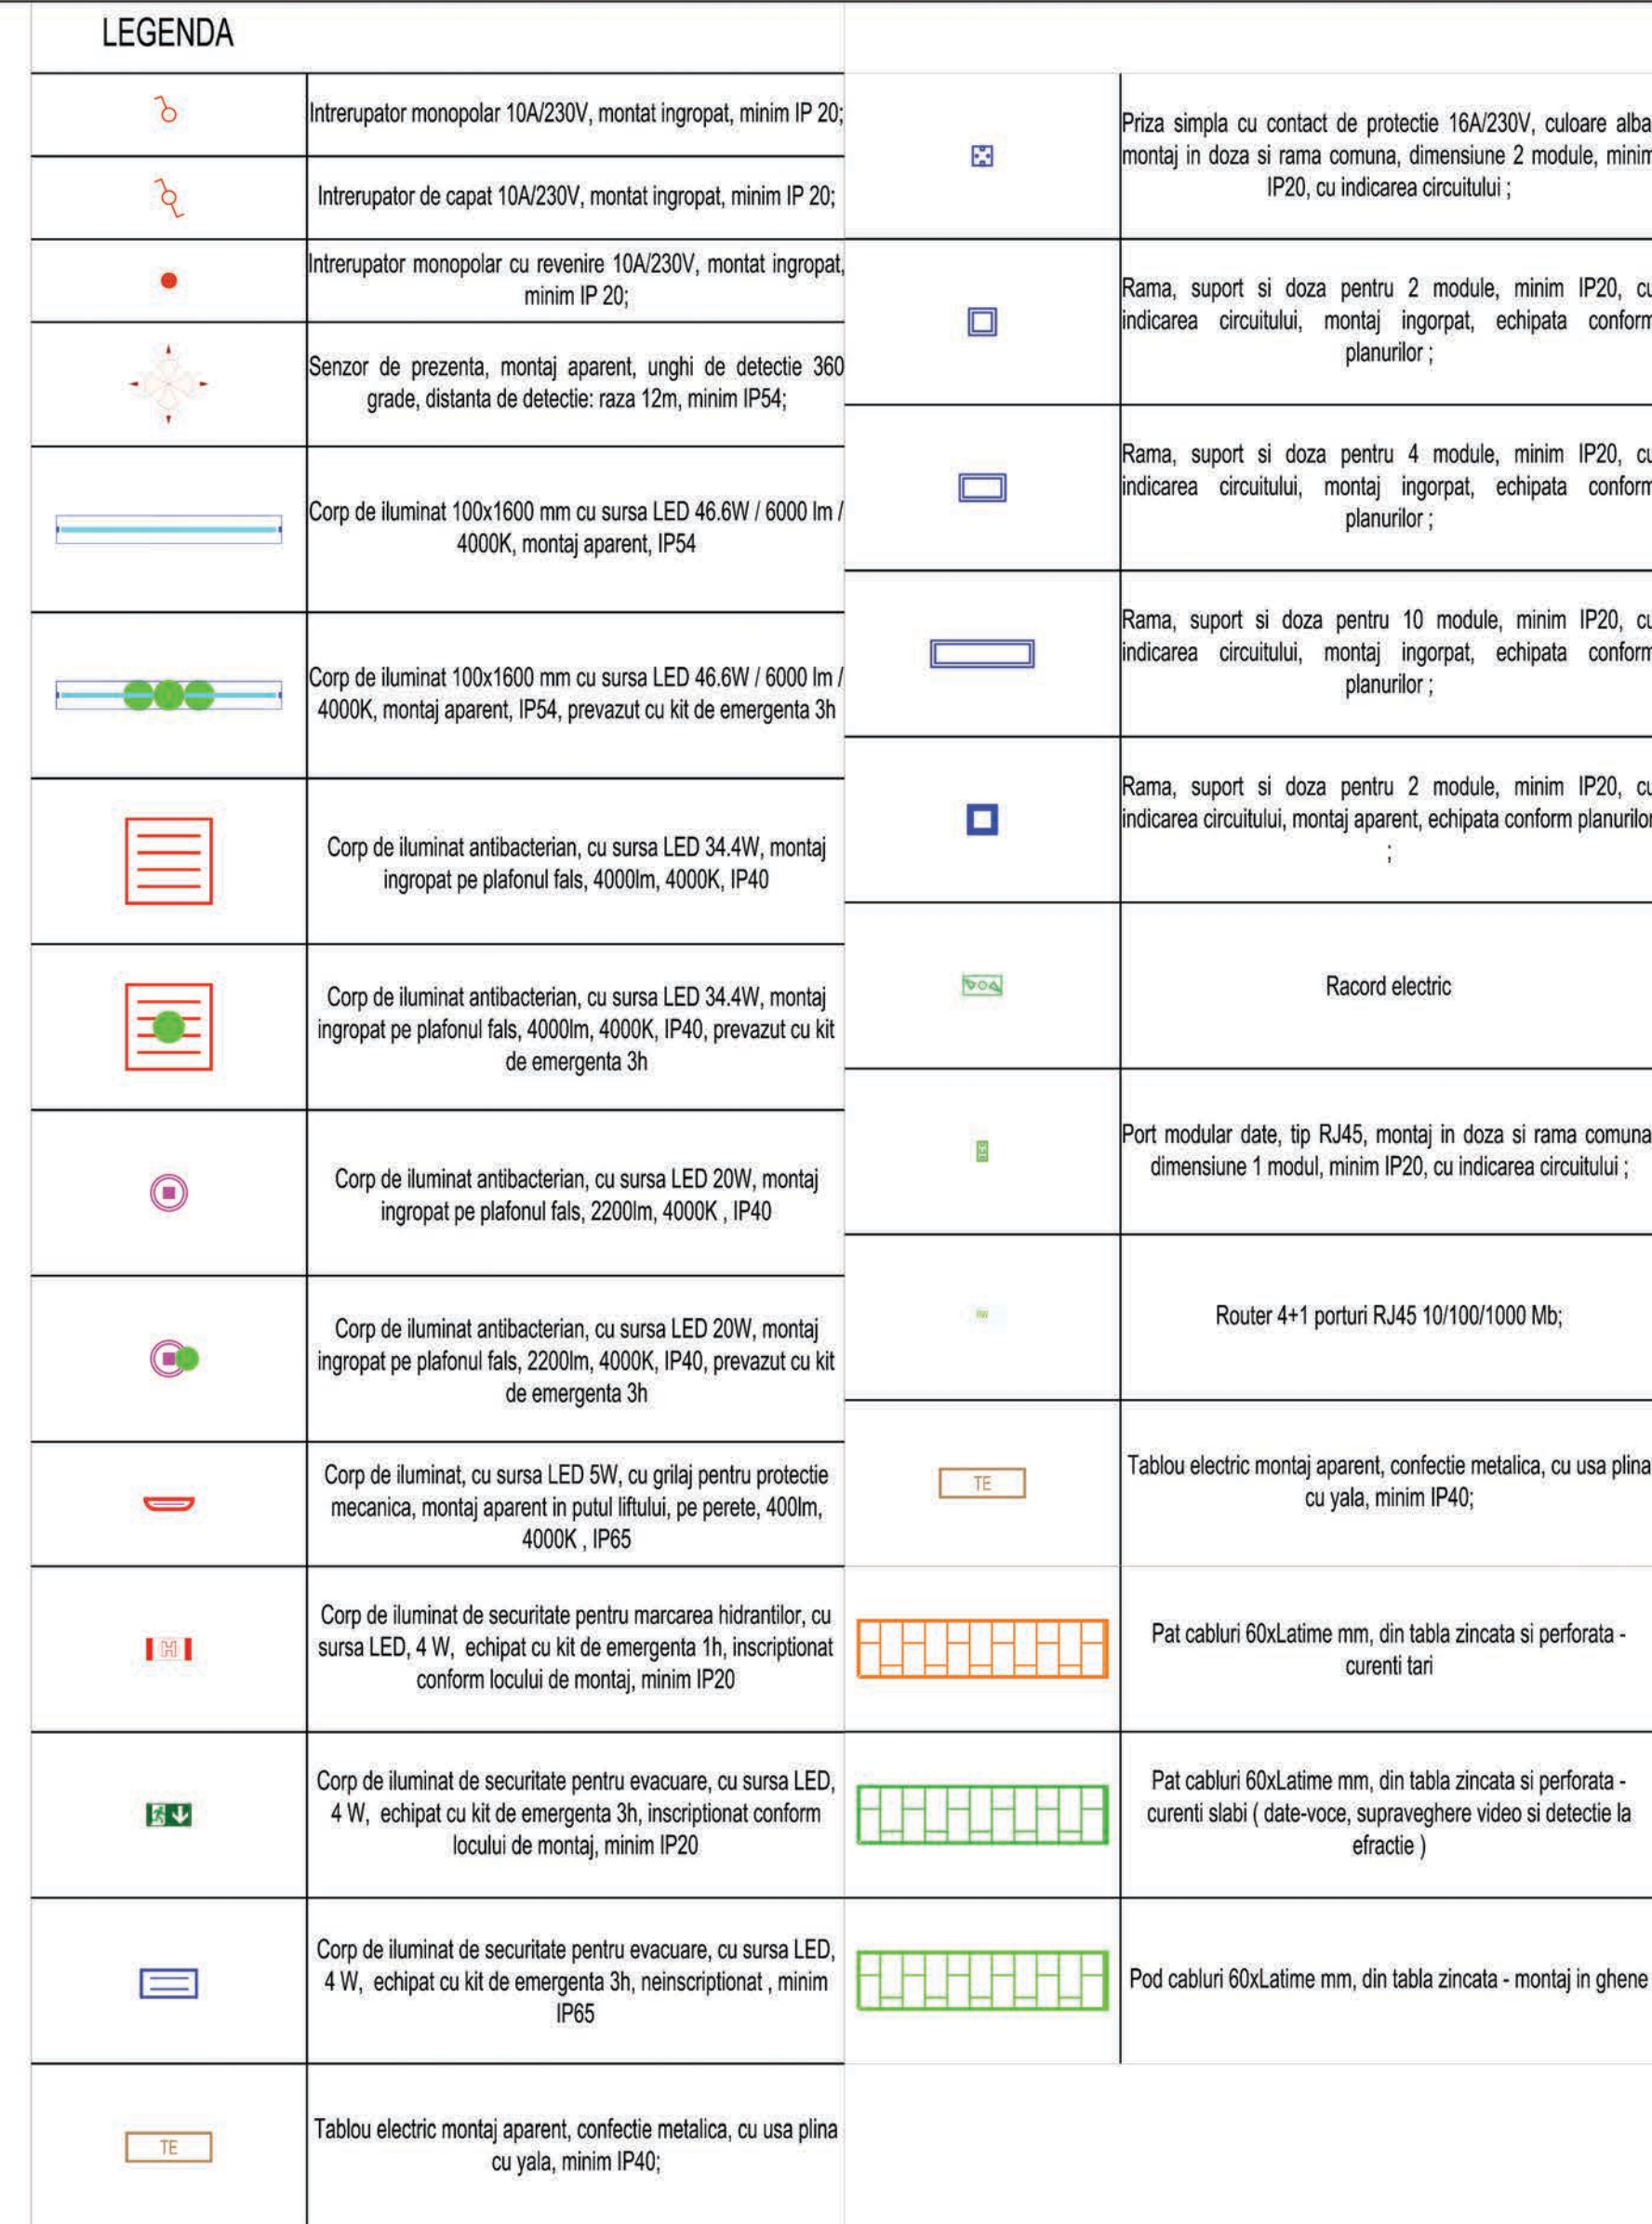 LEGENDA
Intrerupator monopolar 10A/230V, montat ingropat, minim IP 20;
Intrerupator de capat 10A/230V, montat ingropat, minim IP 20;
Intrerupator monopolar cu revenire 10A/230V, montat ingropat,
minim IP 20;
Senzor de prezenta, montaj aparent, unghi de detectie 360
grade, distanta de detectie: raza 12m, minim IP54;
Corp de iluminat 100x1600 mm cu sursa LED 46.6W / 6000 lm /
4000K, montaj aparent, IP54
Corp de iluminat 100x1600 mm cu sursa LED 46.6W / 6000 lm /
4000K, montaj aparent, IP54, prevazut cu kit de emergenta 3h
Corp de iluminat antibacterian, cu sursa LED 34.4W, montaj
ingropat pe plafonul fals, 4000lm, 4000K, IP40
Corp de iluminat antibacterian, cu sursa LED 34.4W, montaj
ingropat pe plafonul fals, 4000lm, 4000K, IP40, prevazut cu kit
de emergenta 3h
Corp de iluminat antibacterian, cu sursa LED 20W, montaj
ingropat pe plafonul fals, 2200lm, 4000K , IP40
Corp de iluminat antibacterian, cu sursa LED 20W, montaj
ingropat pe plafonul fals, 2200lm, 4000K, IP40, prevazut cu kit
de emergenta 3h
Corp de iluminat, cu sursa LED 5W, cu grilaj pentru protectie
mecanica, montaj aparent in putul liftului, pe perete, 400lm,
4000K , IP65
H
Corp de iluminat de securitate pentru marcarea hidrantilor, cu
sursa LED, 4 W, echipat cu kit de emergenta 1h, inscriptionat
conform locului de montaj, minim IP20
Corp de iluminat de securitate pentru evacuare, cu sursa LED,
4 W, echipat cu kit de emergenta 3h, inscriptionat conform
locului de montaj, minim IP20
Corp de iluminat de securitate pentru evacuare, cu sursa LED,
4 W, echipat cu kit de emergenta 3h, neinscriptionat , minim
IP65
TE
Tablou electric montaj aparent, confectie metalica, cu usa plina
cu yala, minim IP40;
Priza simpla cu contact de protectie 16A/230V, culoare alba
montaj in doza si rama comuna, dimensiune 2 module, minim
IP20, cu indicarea circuitului ;
Rama, suport si doza pentru 2 module, minim IP20, cu
indicarea circuitului, montaj ingorpat, echipata conform
planurilor ;
Rama, suport si doza pentru 4 module, minim IP20, cu
indicarea circuitului, montaj ingorpat, echipata conform
planurilor ;
Rama, suport si doza pentru 10 module, minim IP20, cu
indicarea circuitului, montaj ingorpat, echipata conform
planurilor ;
Rama, suport si doza pentru 2 module, minim IP20, cu
indicarea circuitului, montaj aparent, echipata conform planurilor
;
Racord electric
Port modular date, tip RJ45, montaj in doza si rama comuna
dimensiune 1 modul, minim IP20, cu indicarea circuitului ;
Router 4+1 porturi RJ45 10/100/1000 Mb;
TE
Tablou electric montaj aparent, confectie metalica, cu usa plina
cu yala, minim IP40;
Pat cabluri 60xLatime mm, din tabla zincata si perforata -
curenti tari
Pat cabluri 60xLatime mm, din tabla zincata si perforata -
curenti slabi ( date-voce, supraveghere video si detectie la
efractie )
Pod cabluri 60xLatime mm, din tabla zincata - montaj in ghene